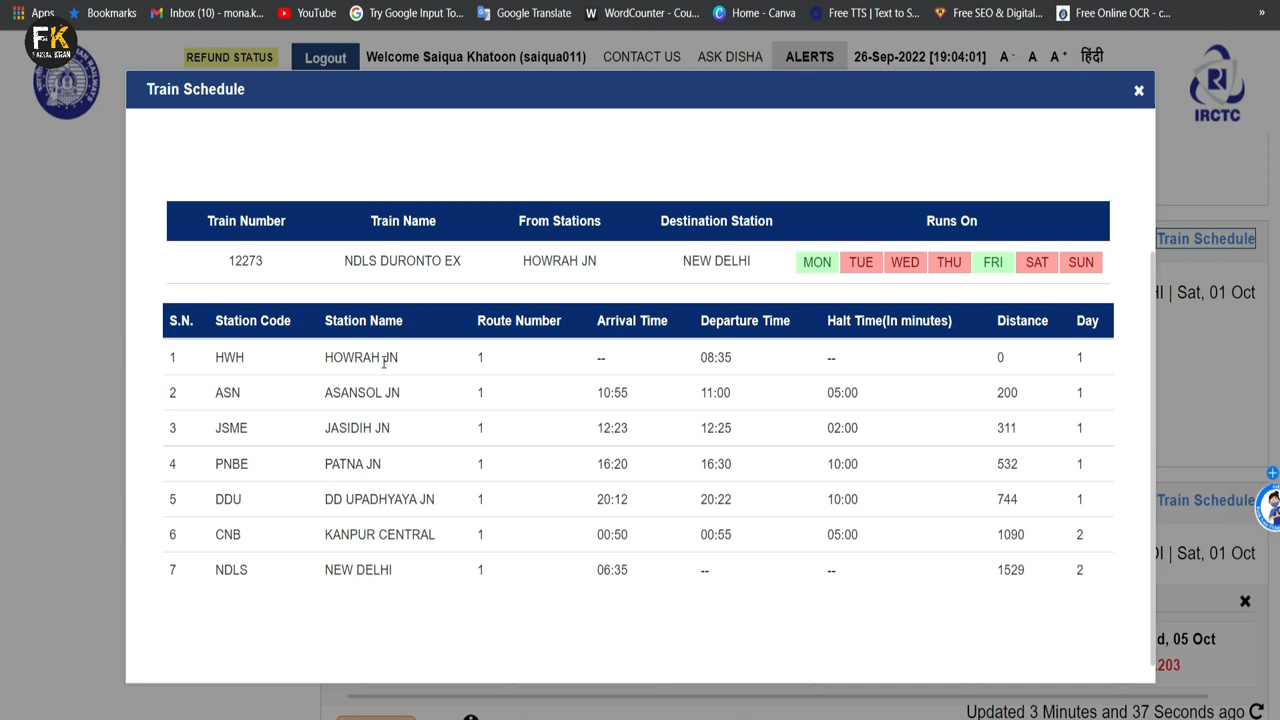 Apps Bookmarks Inbox (10) - mona.k... YouTube Try Google Input To... Google Translate WordCounter - Cou... Home - Canva Free TTS | Text to S... Free SEO & Digital... Free Online OCR - c... »
FK
FAISAL KHAN
REFUND STATUS Logout Welcome Saiqua Khatoon (saiqua011) CONTACT US ASK DISHA ALERTS 26-Sep-2022 [19:04:01] A- A A+ हिंदी
IRCTC
Train Schedule ×
Train Number Train Name From Stations Destination Station Runs On
12273 NDLS DURONTO EX HOWRAH JN NEW DELHI MON TUE WED THU FRI SAT SUN
Train Schedule
HI | Sat, 01 Oct
S.N. Station Code Station Name Route Number Arrival Time Departure Time Halt Time(In minutes) Distance Day
1 HWH HOWRAH JN 1 -- 08:35 -- 0 1
2 ASN ASANSOL JN 1 10:55 11:00 05:00 200 1
3 JSME JASIDIH JN 1 12:23 12:25 02:00 311 1
4 PNBE PATNA JN 1 16:20 16:30 10:00 532 1
5 DDU DD UPADHYAYA JN 1 20:12 20:22 10:00 744 1
Train Schedule
6 CNB KANPUR CENTRAL 1 00:50 00:55 05:00 1090 2
DI | Sat, 01 Oct
7 NDLS NEW DELHI 1 06:35 -- -- 1529 2
d, 05 Oct
203
Updated 3 Minutes and 37 Seconds ago